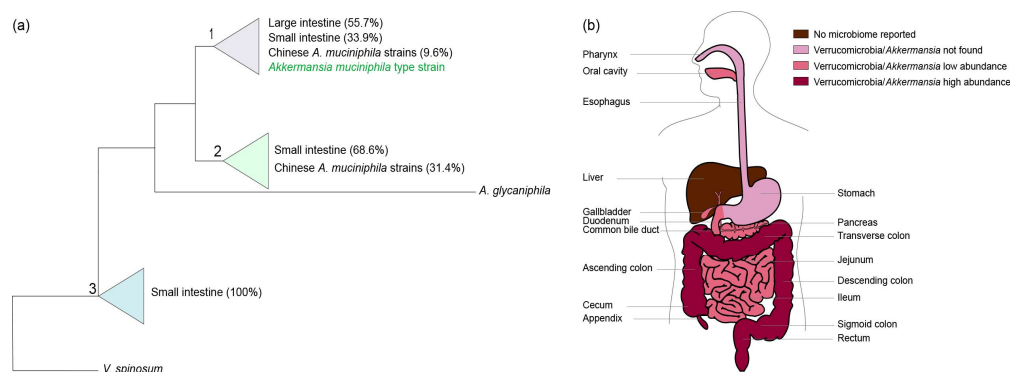 (a)
1
Large intestine (55.7%)
Small intestine (33.9%)
Chinese A. muciniphila strains (9.6%)
Akkermansia muciniphila type strain
2
Small intestine (68.6%)
Chinese A. muciniphila strains (31.4%)
A. glycaniphila
3
Small intestine (100%)
V. spinosum
(b)
No microbiome reported
Verrucomicrobia/Akkermansia not found
Verrucomicrobia/Akkermansia low abundance
Verrucomicrobia/Akkermansia high abundance
Pharynx
Oral cavity
Esophagus
Liver
Gallbladder
Duodenum
Common bile duct
Ascending colon
Cecum
Appendix
Stomach
Pancreas
Transverse colon
Jejunum
Descending colon
Ileum
Sigmoid colon
Rectum